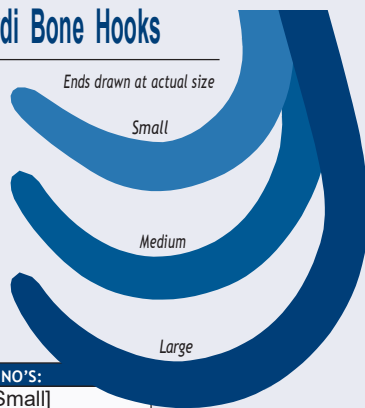 di Bone Hooks
Ends drawn at actual size
Small
Medium
Large
NO'S:
Small]